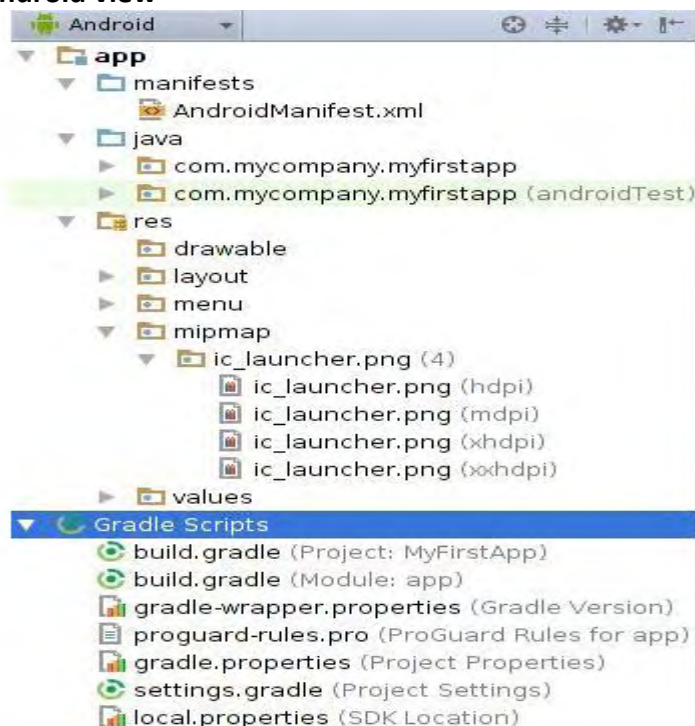 Android
app
manifests
AndroidManifest.xml
java
com.mycompany.myfirstapp
com.mycompany.myfirstapp (androidTest)
res
drawable
layout
menu
mipmap
ic_launcher.png (4)
ic_launcher.png (hdpi)
ic_launcher.png (mdpi)
ic_launcher.png (xhdpi)
ic_launcher.png (xxhdpi)
values
Gradle Scripts
build.gradle (Project: MyFirstApp)
build.gradle (Module: app)
gradle-wrapper.properties (Gradle Version)
proguard-rules.pro (ProGuard Rules for app)
gradle.properties (Project Properties)
settings.gradle (Project Settings)
local.properties (SDK Location)